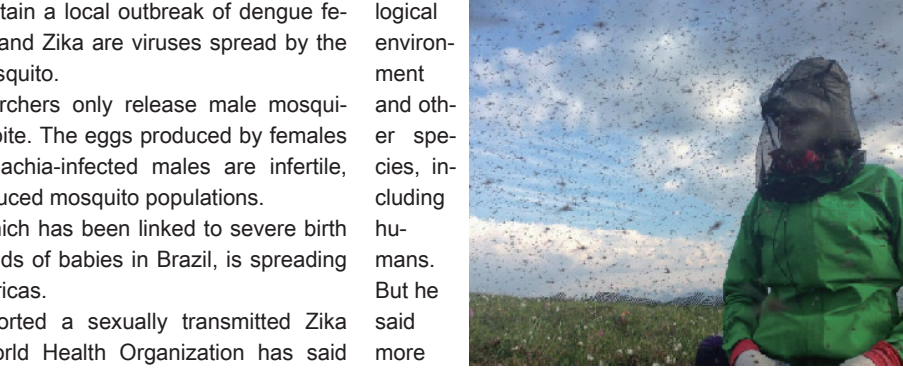 tain a local outbreak of dengue fe-
and Zika are viruses spread by the
squito.
rchers only release male mosqui-
bite. The eggs produced by females
achia-infected males are infertile,
uced mosquito populations.
ich has been linked to severe birth
ds of babies in Brazil, is spreading
ricas.
orted a sexually transmitted Zika
orld Health Organization has said
logical
environ-
ment
and oth-
er spe-
cies, in-
cluding
hu-
mans.
But he
said
more